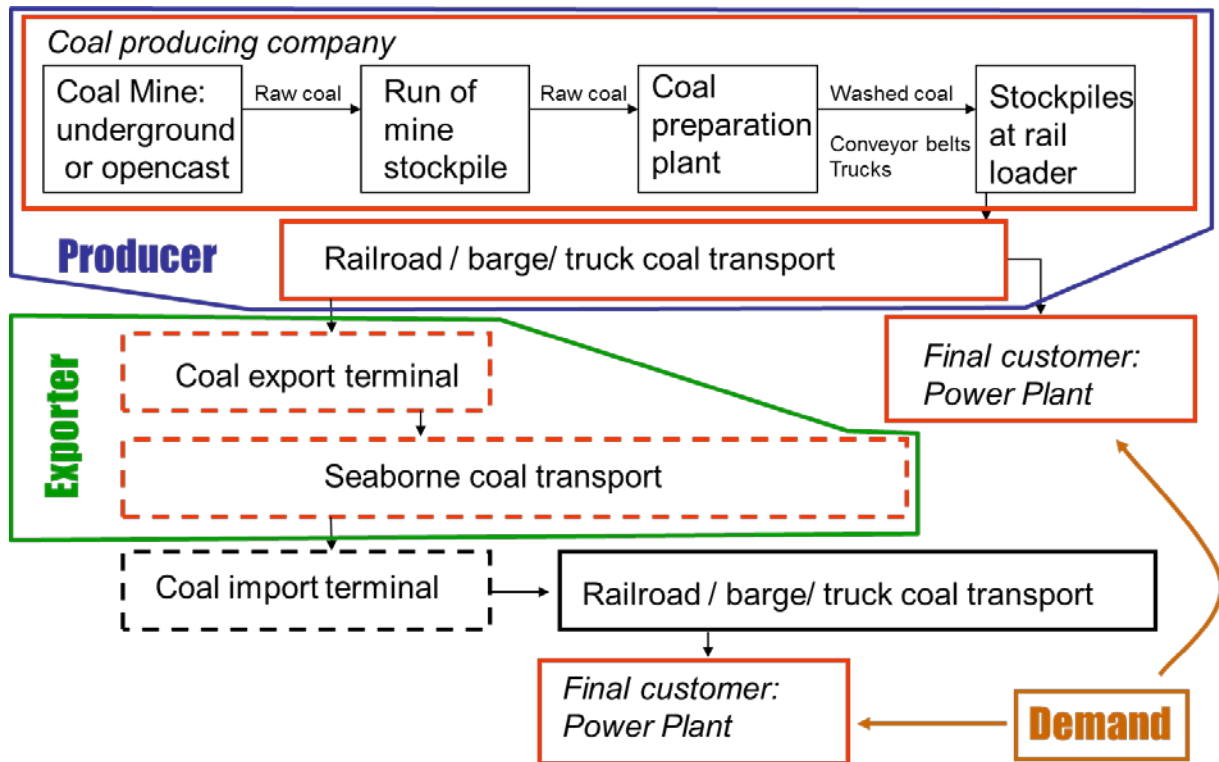 Coal producing company
Coal Mine:
underground
or opencast
Raw coal
Run of
mine
stockpile
Raw coal
Coal
preparation
plant
Washed coal
Conveyor belts
Trucks
Stockpiles
at rail
loader
Producer
Railroad / barge/ truck coal transport
Exporter
Coal export terminal
Final customer:
Power Plant
Seaborne coal transport
Coal import terminal
Railroad / barge/ truck coal transport
Final customer:
Power Plant
Demand